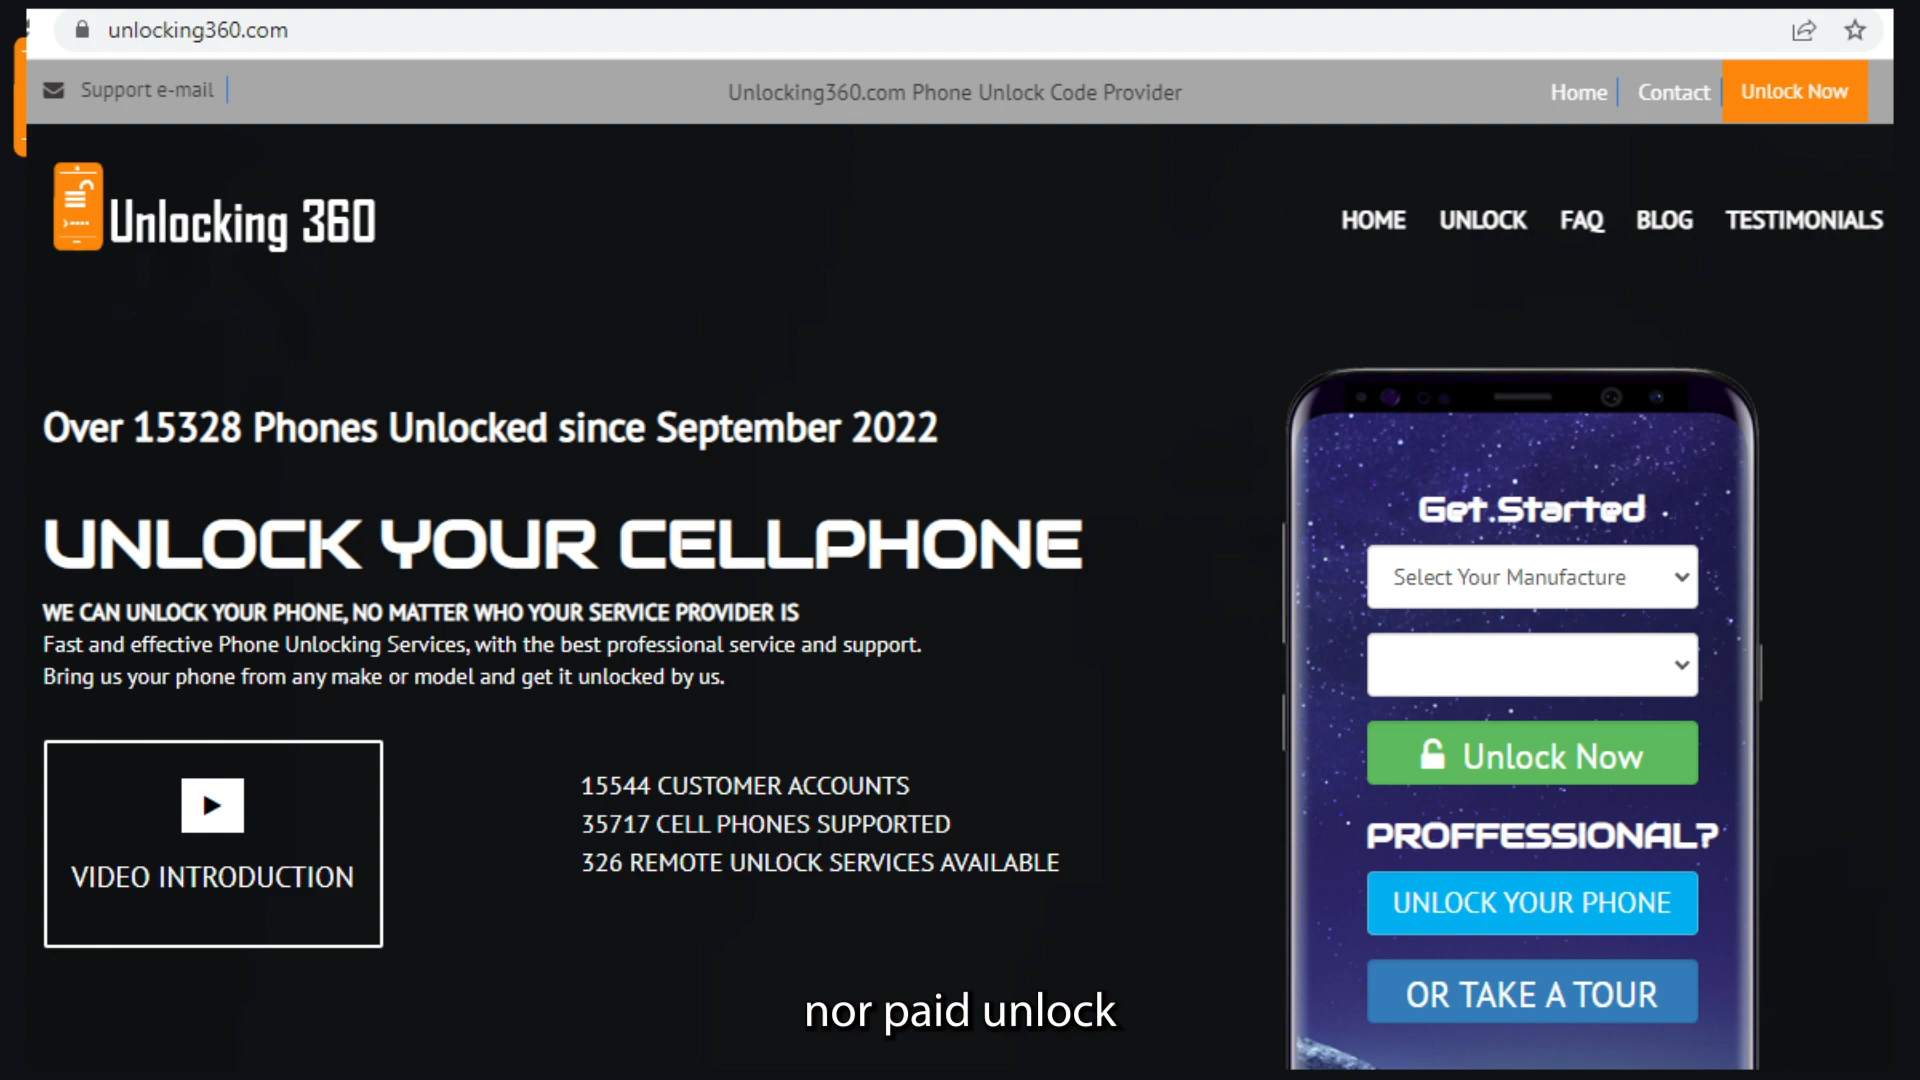 unlocking360.com
Support e-mail
Unlocking360.com Phone Unlock Code Provider
Home
Contact
Unlock Now
Unlocking 360
HOME
UNLOCK
FAQ
BLOG
TESTIMONIALS
Over 15328 Phones Unlocked since September 2022
UNLOCK YOUR CELLPHONE
WE CAN UNLOCK YOUR PHONE, NO MATTER WHO YOUR SERVICE PROVIDER IS
Fast and effective Phone Unlocking Services, with the best professional service and support.
Bring us your phone from any make or model and get it unlocked by us.
VIDEO INTRODUCTION
15544 CUSTOMER ACCOUNTS
35717 CELL PHONES SUPPORTED
326 REMOTE UNLOCK SERVICES AVAILABLE
Get Started
Select Your Manufacture
Unlock Now
PROFFESSIONAL?
UNLOCK YOUR PHONE
OR TAKE A TOUR
nor paid unlock